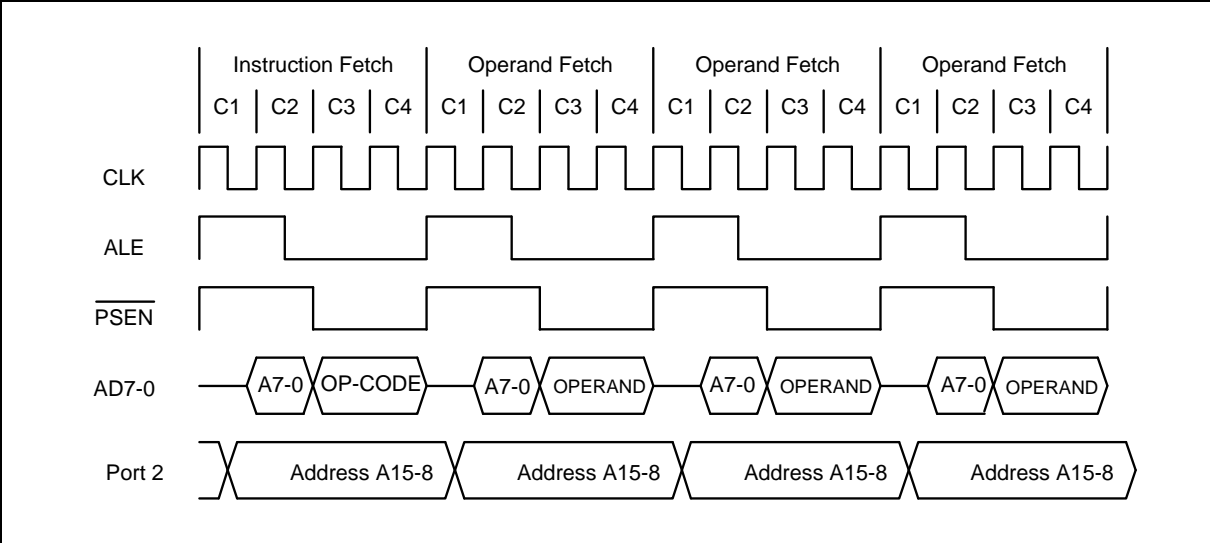 Instruction Fetch Operand Fetch Operand Fetch Operand Fetch
C1 C2 C3 C4 C1 C2 C3 C4 C1 C2 C3 C4 C1 C2 C3 C4
CLK
ALE
PSEN
AD7-0 A7-0 OP-CODE A7-0 OPERAND A7-0 OPERAND A7-0 OPERAND
Port 2 Address A15-8 Address A15-8 Address A15-8 Address A15-8